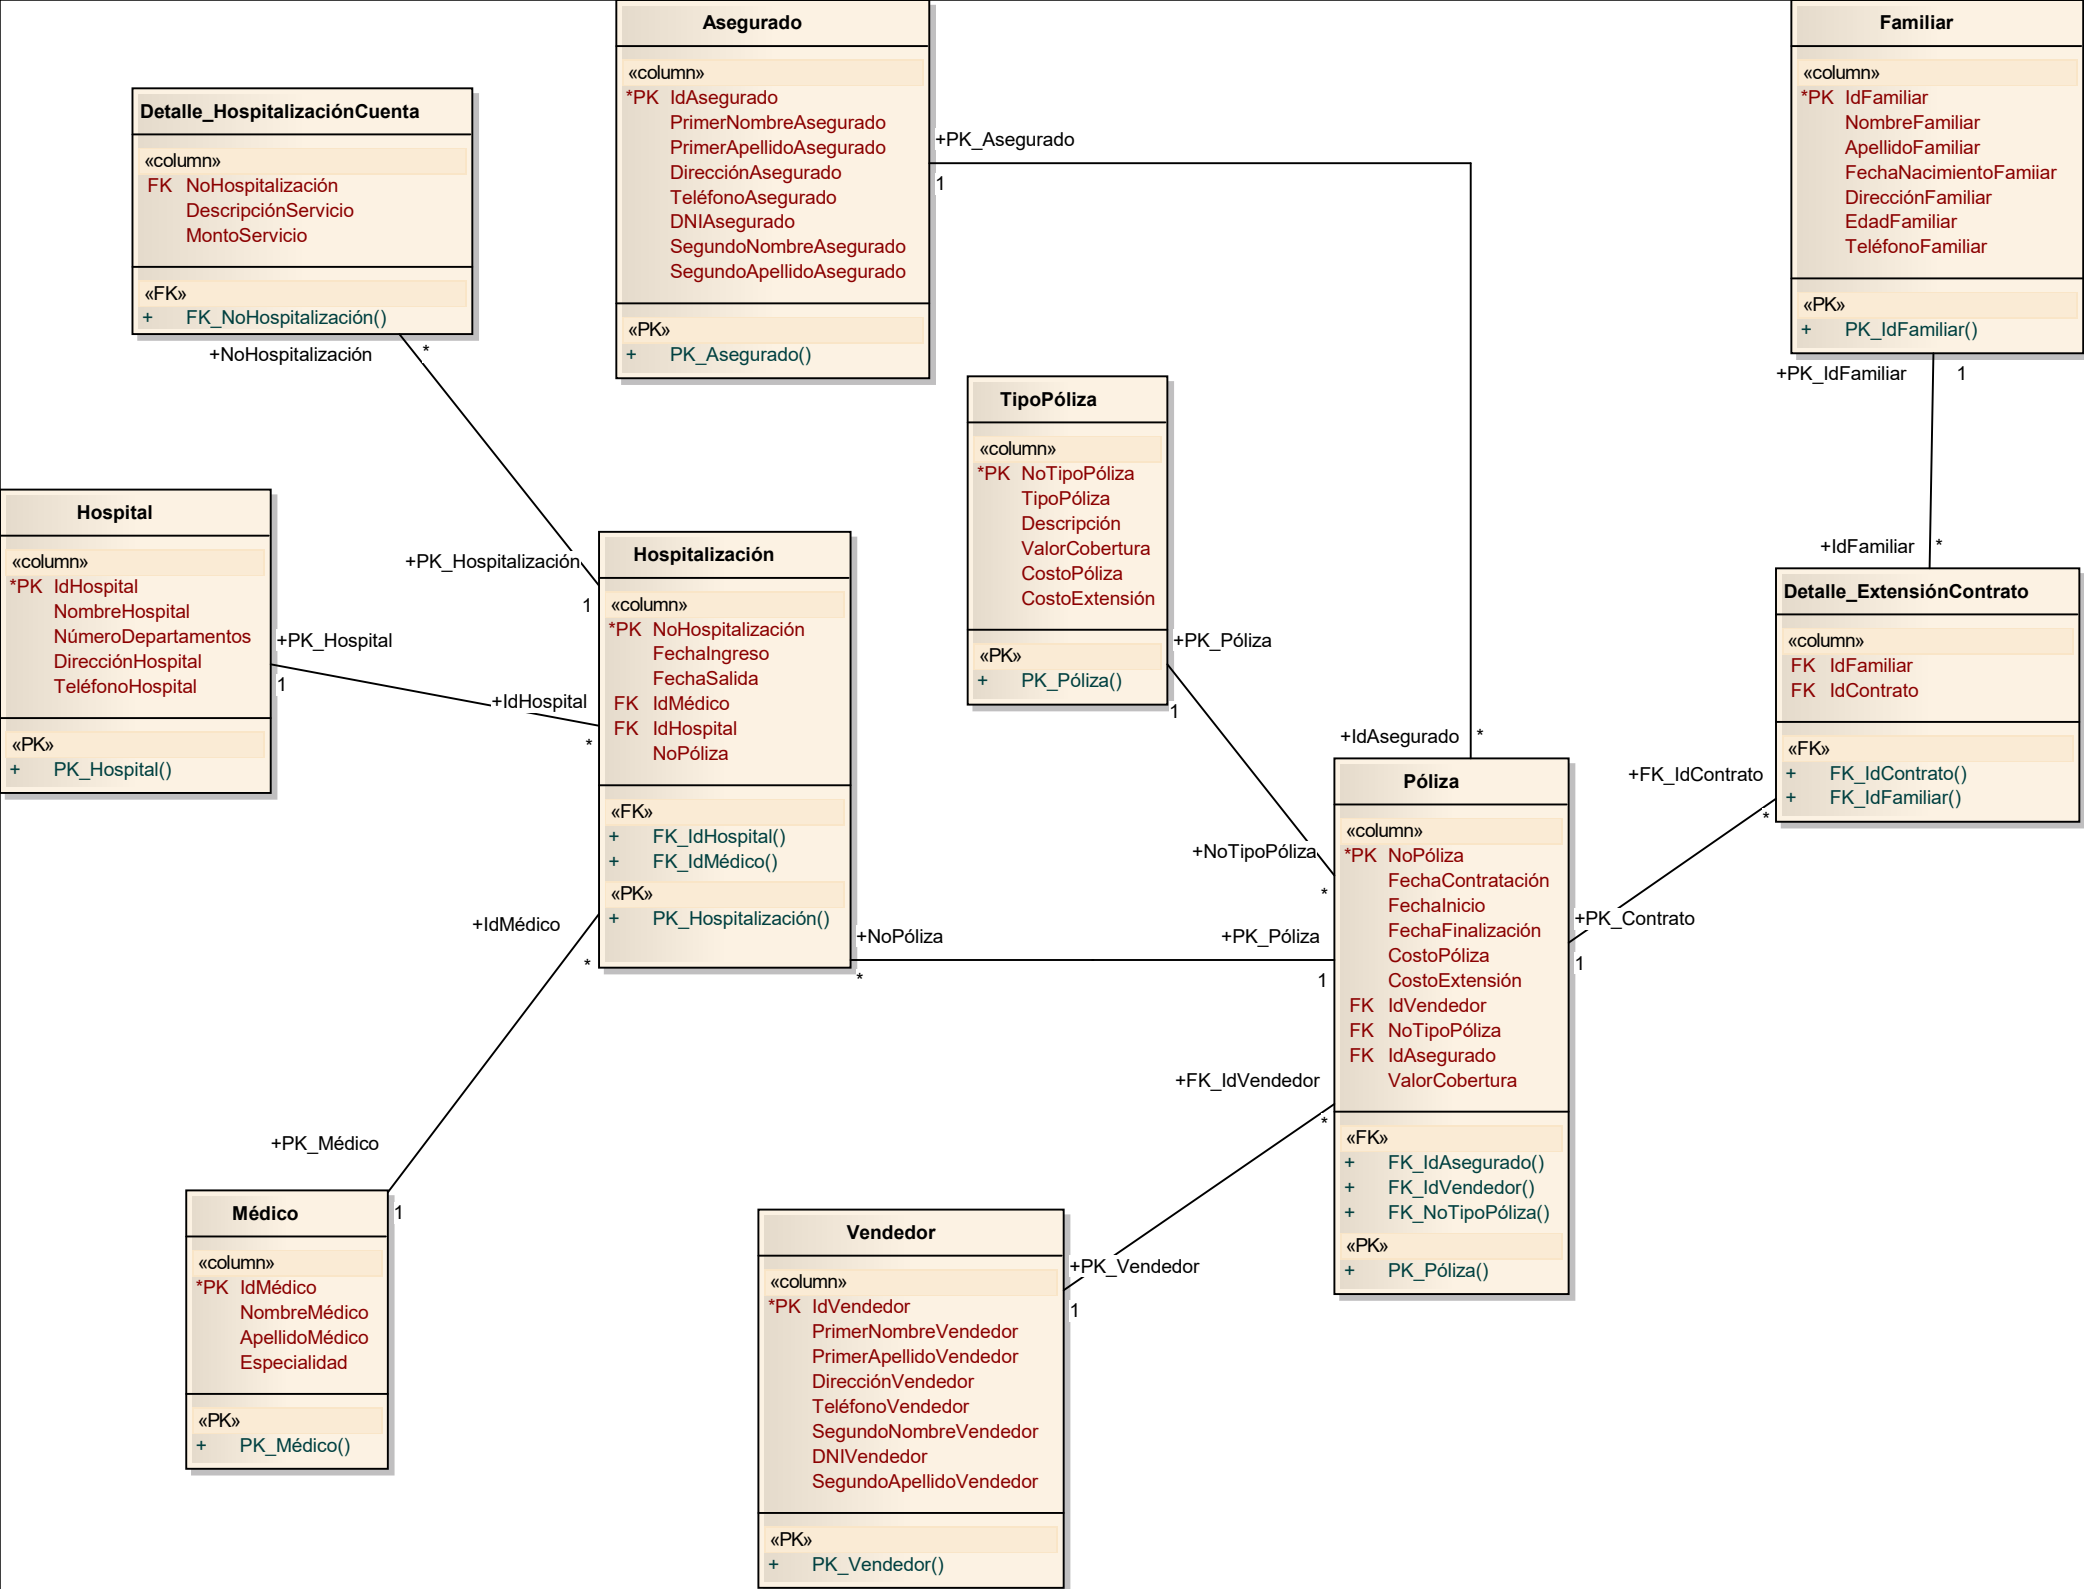 Asegurado
«column»
*PK IdAsegurado
PrimerNombreAsegurado
PrimerApellidoAsegurado
DirecciónAsegurado
TeléfonoAsegurado
DNIAsegurado
SegundoNombreAsegurado
SegundoApellidoAsegurado
«PK»
+ PK_Asegurado()
Familiar
«column»
*PK IdFamiliar
NombreFamiliar
ApellidoFamiliar
FechaNacimientoFamiiar
DirecciónFamiliar
EdadFamiliar
TeléfonoFamiliar
«PK»
+ PK_IdFamiliar()
Detalle_HospitalizaciónCuenta
«column»
FK NoHospitalización
DescripciónServicio
MontoServicio
«FK»
+ FK_NoHospitalización()
+PK_Asegurado
1
+NoHospitalización
*
+PK_IdFamiliar
1
TipoPóliza
«column»
*PK NoTipoPóliza
TipoPóliza
Descripción
ValorCobertura
CostoPóliza
CostoExtensión
«PK»
+ PK_Póliza()
Hospital
«column»
*PK IdHospital
NombreHospital
NúmeroDepartamentos
DirecciónHospital
TeléfonoHospital
«PK»
+ PK_Hospital()
+PK_Hospitalización
1
+PK_Hospital
1
+IdHospital
*
Hospitalización
«column»
*PK NoHospitalización
FechaIngreso
FechaSalida
FK IdMédico
FK IdHospital
NoPóliza
«FK»
+ FK_IdHospital()
+ FK_IdMédico()
«PK»
+ PK_Hospitalización()
+PK_Póliza
1
+IdFamiliar
*
Detalle_ExtensiónContrato
«column»
FK IdFamiliar
FK IdContrato
«FK»
+ FK_IdContrato()
+ FK_IdFamiliar()
+IdAsegurado
*
+FK_IdContrato
*
Póliza
«column»
*PK NoPóliza
FechaContratación
FechaInicio
FechaFinalización
CostoPóliza
CostoExtensión
FK IdVendedor
FK NoTipoPóliza
FK IdAsegurado
ValorCobertura
«FK»
+ FK_IdAsegurado()
+ FK_IdVendedor()
+ FK_NoTipoPóliza()
«PK»
+ PK_Póliza()
+NoTipoPóliza
*
+PK_Contrato
1
+IdMédico
*
+NoPóliza
*
+PK_Póliza
1
+FK_IdVendedor
*
+PK_Médico
1
Médico
«column»
*PK IdMédico
NombreMédico
ApellidoMédico
Especialidad
«PK»
+ PK_Médico()
Vendedor
«column»
*PK IdVendedor
PrimerNombreVendedor
PrimerApellidoVendedor
DirecciónVendedor
TeléfonoVendedor
SegundoNombreVendedor
DNIVendedor
SegundoApellidoVendedor
«PK»
+ PK_Vendedor()
+PK_Vendedor
1